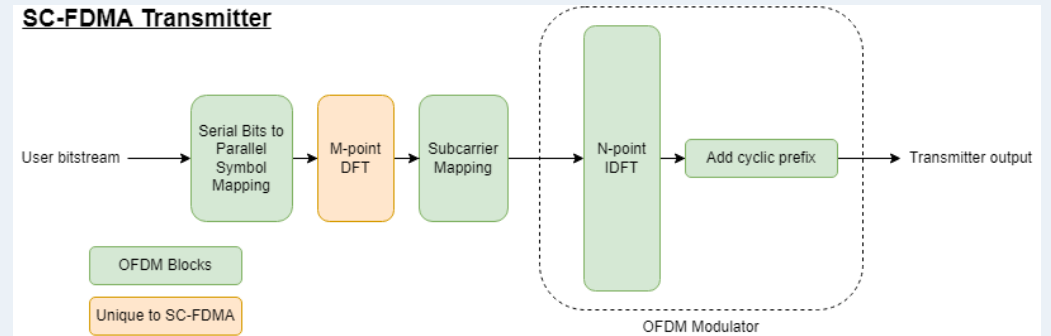 SC-FDMA Transmitter
User bitstream
Serial Bits to
Parallel
Symbol
Mapping
M-point
DFT
Subcarrier
Mapping
N-point
IDFT
Add cyclic prefix
Transmitter output
OFDM Blocks
Unique to SC-FDMA
OFDM Modulator